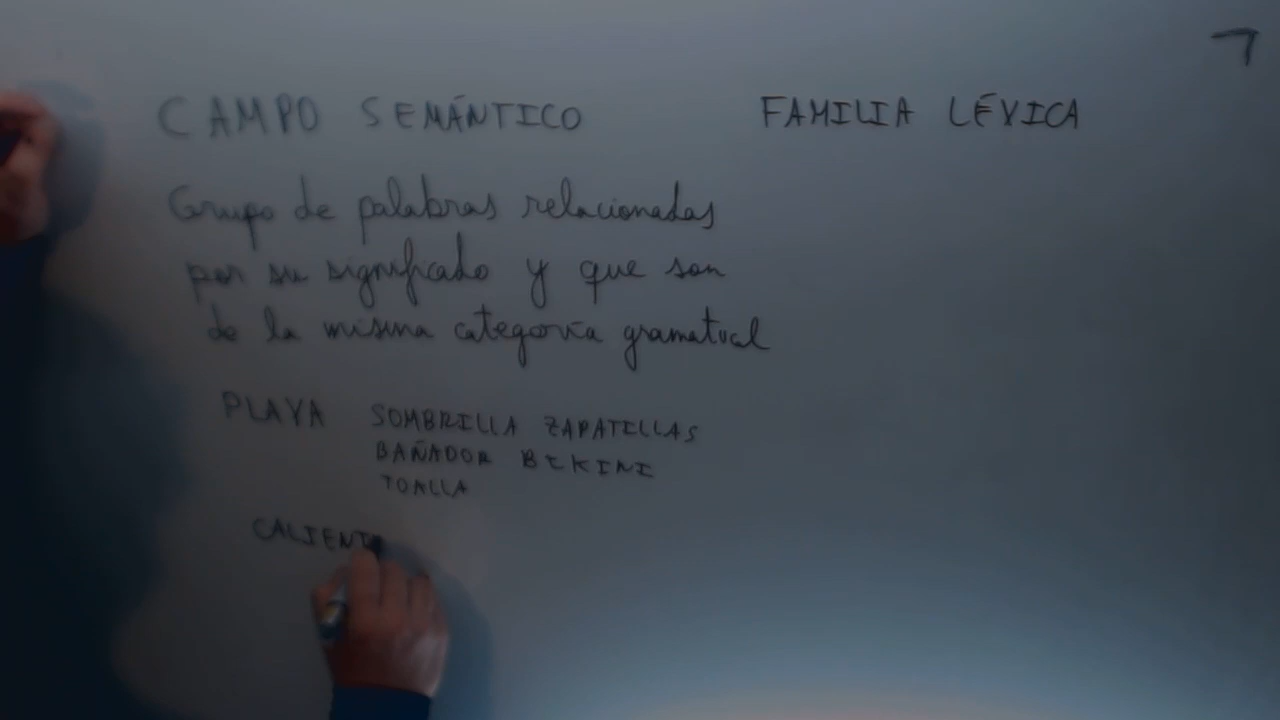 CAMPO SEMÁNTICO FAMILIA LÉXICA
Grupo de palabras relacionadas
por su significado y que son
de la misma categoría gramatical
PLAYA SOMBRILLA ZAPATILLAS
BAÑADOR BIKINI
TOALLA
CALIENT